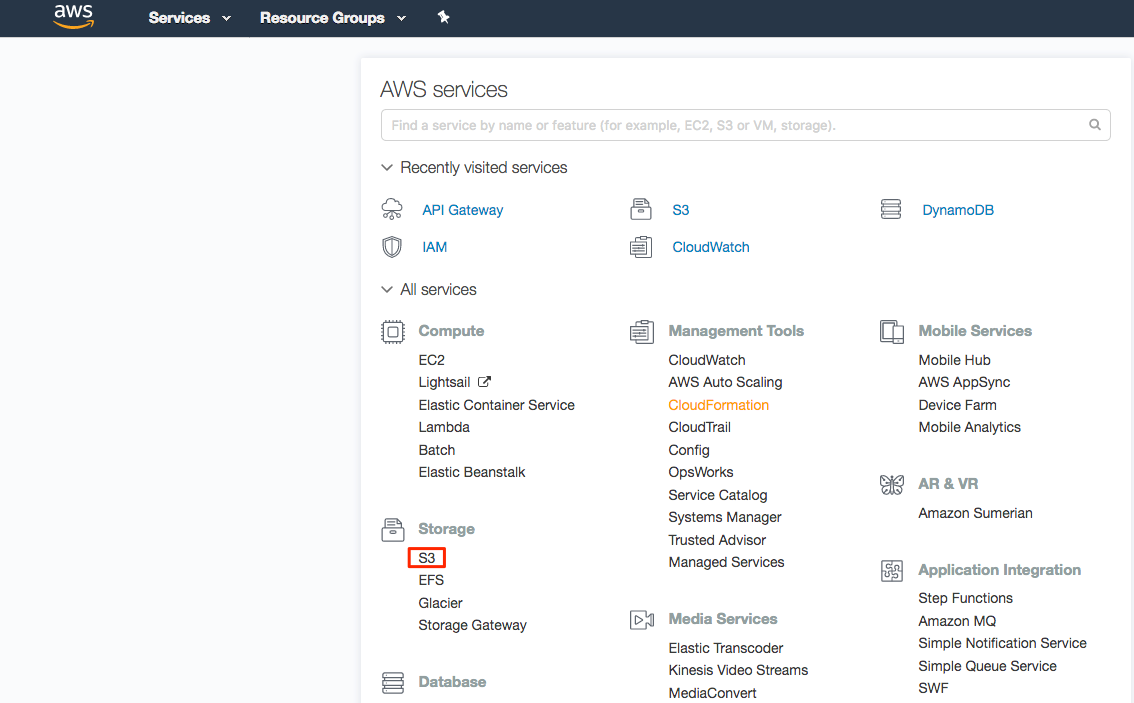 aws Services Resource Groups
AWS services
Find a service by name or feature (for example, EC2, S3 or VM, storage).
Recently visited services
API Gateway
S3
DynamoDB
IAM
CloudWatch
All services
Compute
EC2
Lightsail
Elastic Container Service
Lambda
Batch
Elastic Beanstalk
Storage
S3
EFS
Glacier
Storage Gateway
Database
Management Tools
CloudWatch
AWS Auto Scaling
CloudFormation
CloudTrail
Config
OpsWorks
Service Catalog
Systems Manager
Trusted Advisor
Managed Services
Media Services
Elastic Transcoder
Kinesis Video Streams
MediaConvert
Mobile Services
Mobile Hub
AWS AppSync
Device Farm
Mobile Analytics
AR & VR
Amazon Sumerian
Application Integration
Step Functions
Amazon MQ
Simple Notification Service
Simple Queue Service
SWF